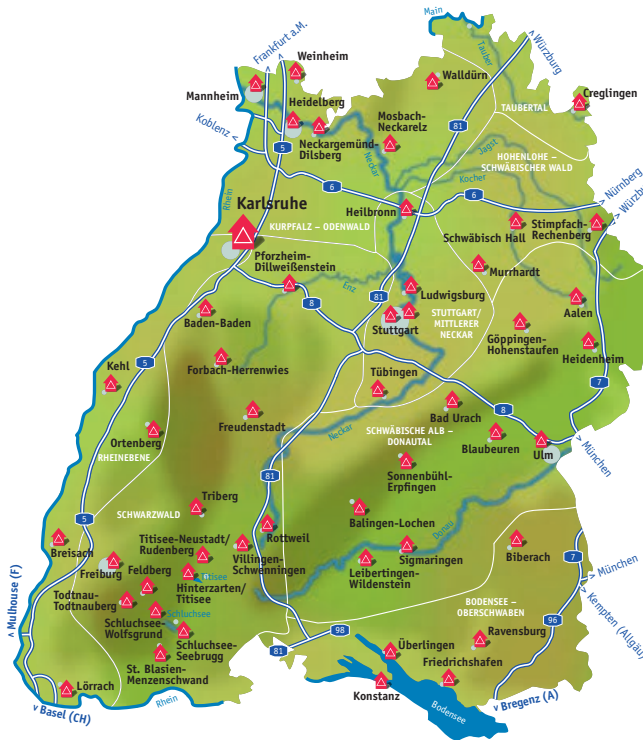 Main
Frankfurt a.M.
Weinheim
Tauber
Würzburg
Walldürn
Creglingen
Mannheim
Heidelberg
TAUBERTAL
Koblenz
Mosbach-
Neckarelz
81
5
Neckargemünd-
Dilsberg
Neckar
Jagst
HOHENLOHE –
SCHWÄBISCHER WALD
Kocher
6
6
Nürnberg
Rhein
Karlsruhe
Heilbronn
KURPFALZ – ODENWALD
Schwäbisch Hall
Stimpfach-
Rechenberg
Pforzheim-
Dillweißenstein
Murrhardt
Enz
81
Ludwigsburg
8
Baden-Baden
Stuttgart
STUTTGART/
MITTLERER
NECKAR
Aalen
Göppingen-
Hohenstaufen
Heidenheim
5
Forbach-Herrenwies
Kehl
Tübingen
7
Freudenstadt
Neckar
Bad Urach
8
Ortenberg
RHEINEBENE
SCHWÄBISCHE ALB –
DONAUTAL
Blaubeuren
Ulm
München
Sonnenbühl-
Erpfingen
81
Triberg
SCHWARZWALD
5
Balingen-Lochen
Donau
Breisach
Titisee-Neustadt/
Rudenberg
Rottweil
Biberach
Villingen-
Schwenningen
Sigmaringen
7
Freiburg
Feldberg
Titisee
Leibertingen-
Wildenstein
München
Hinterzarten/
Titisee
Todtnau-
Todtnauberg
Schluchsee
Kempten (Allgäu)
BODENSEE –
OBERSCHWABEN
Mulhouse (F)
Schluchsee-
Wolfsgrund
96
98
Schluchsee-
Seebrugg
81
Überlingen
Ravensburg
St. Blasien-
Menzenschwand
Friedrichshafen
Lörrach
Konstanz
Rhein
Bodensee
Basel (CH)
Bregenz (A)